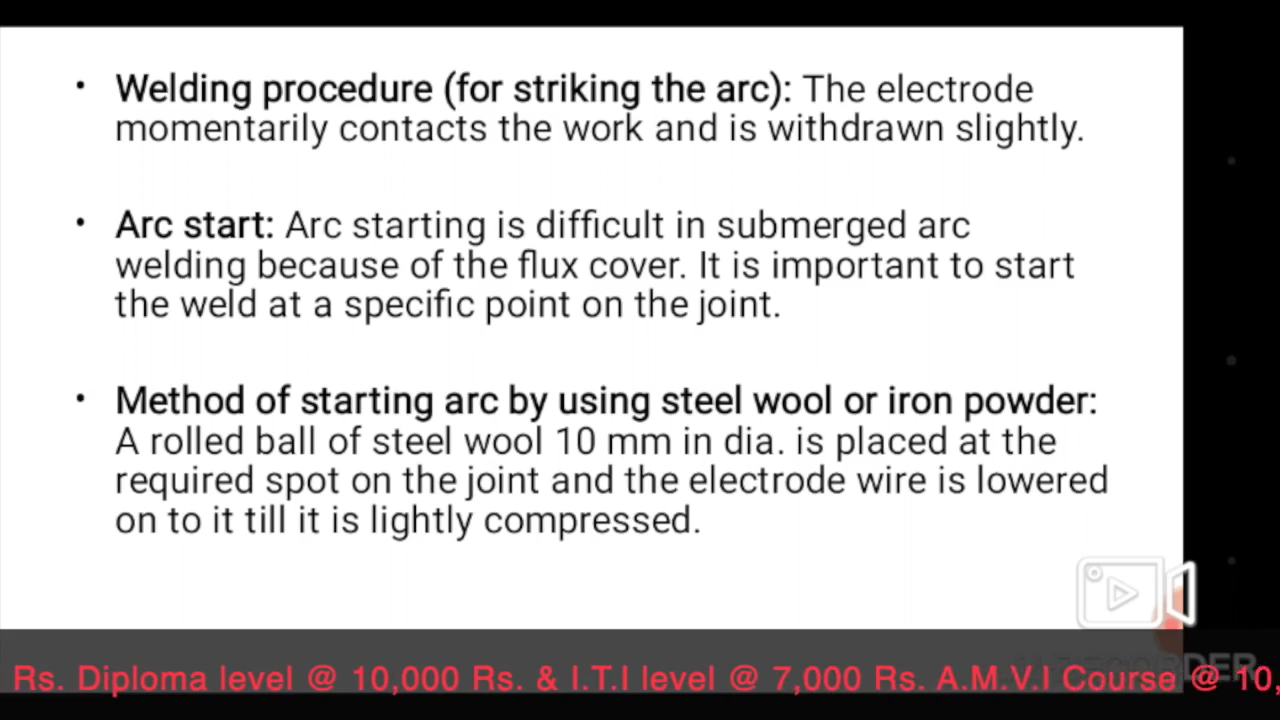 • Welding procedure (for striking the arc): The electrode
momentarily contacts the work and is withdrawn slightly.
• Arc start: Arc starting is difficult in submerged arc
welding because of the flux cover. It is important to start
the weld at a specific point on the joint.
• Method of starting arc by using steel wool or iron powder:
A rolled ball of steel wool 10 mm in dia. is placed at the
required spot on the joint and the electrode wire is lowered
on to it till it is lightly compressed.
Rs. Diploma level @ 10,000 Rs. & I.T.I level @ 7,000 Rs. A.M.V.I Course @ 10,